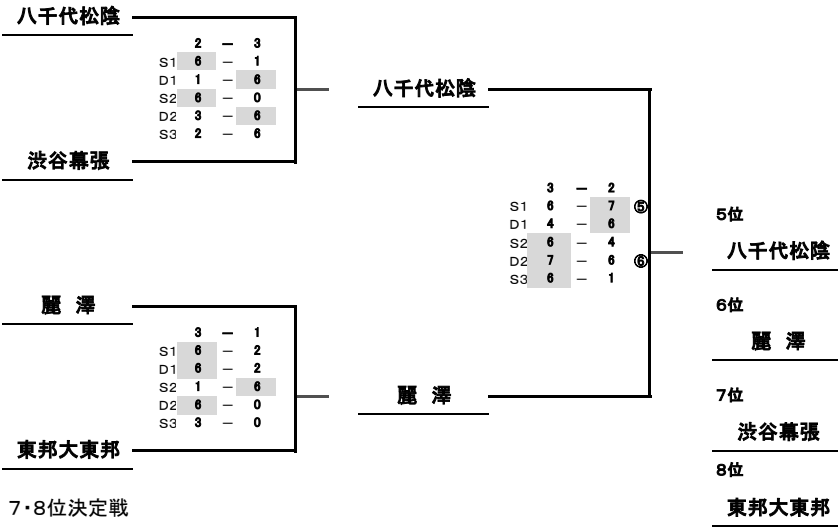 八千代松陰
2 － 3
S1 6 － 1
D1 1 － 6
S2 6 － 0
D2 3 － 6
S3 2 － 6
渋谷幕張
八千代松陰
3 － 2
S1 6 － 7 ⑤
D1 4 － 6
S2 6 － 4
D2 7 － 6 ⑥
S3 6 － 1
麗 澤
3 － 1
S1 6 － 2
D1 6 － 2
S2 1 － 6
D2 6 － 0
S3 3 － 0
東邦大東邦
麗 澤
5位
八千代松陰
6位
麗 澤
7位
渋谷幕張
8位
東邦大東邦
7・8位決定戦